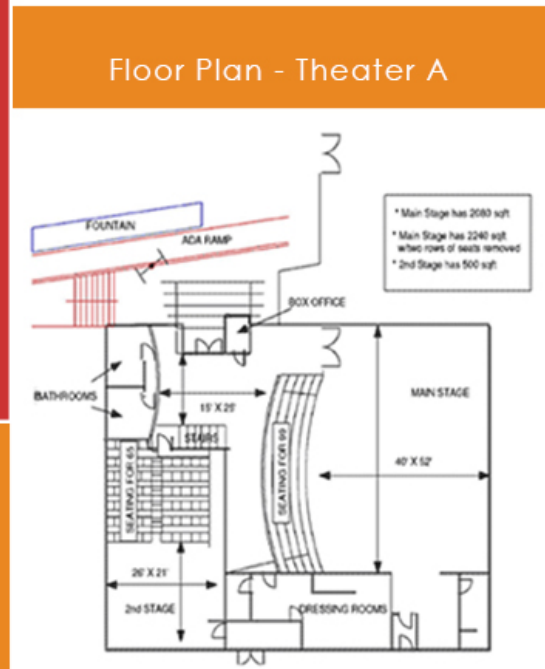 Floor Plan - Theater A
FOUNTAIN
ADA RAMP
* Main Stage has 2080 sqft
* Main Stage has 2240 sqft
w/two rows of seats removed
* 2nd Stage has 500 sqft
BOX OFFICE
BATHROOMS
15' X 25'
MAIN STAGE
STAIRS
SEATING FOR 65
SEATING FOR 99
40' X 52'
26' X 21'
2nd STAGE
DRESSING ROOMS